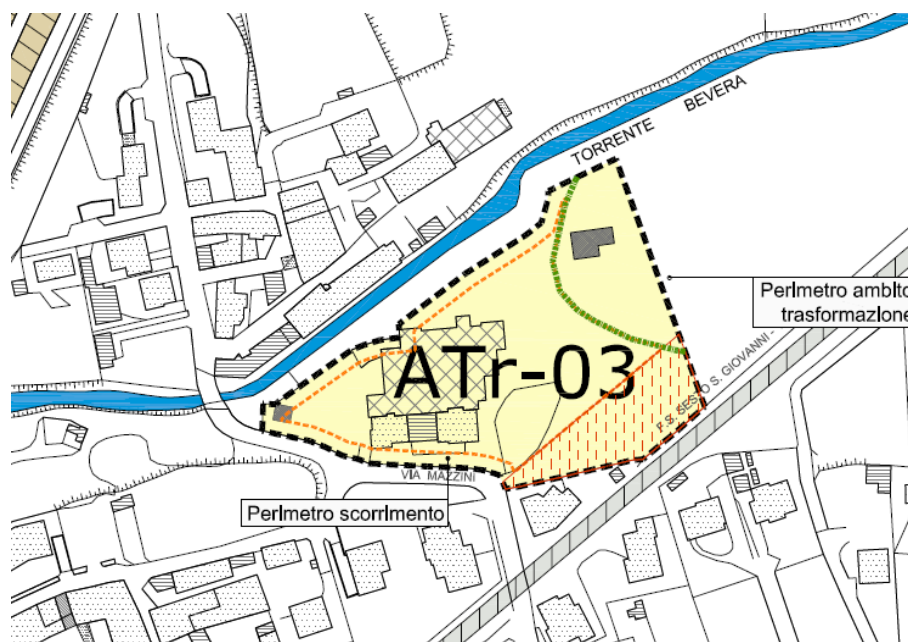 TORRENTE BEVERA
Perimetro ambito
trasformazione
ATr-03
F.S. SESTO S. GIOVANNI -
VIA MAZZINI
Perimetro scorrimento